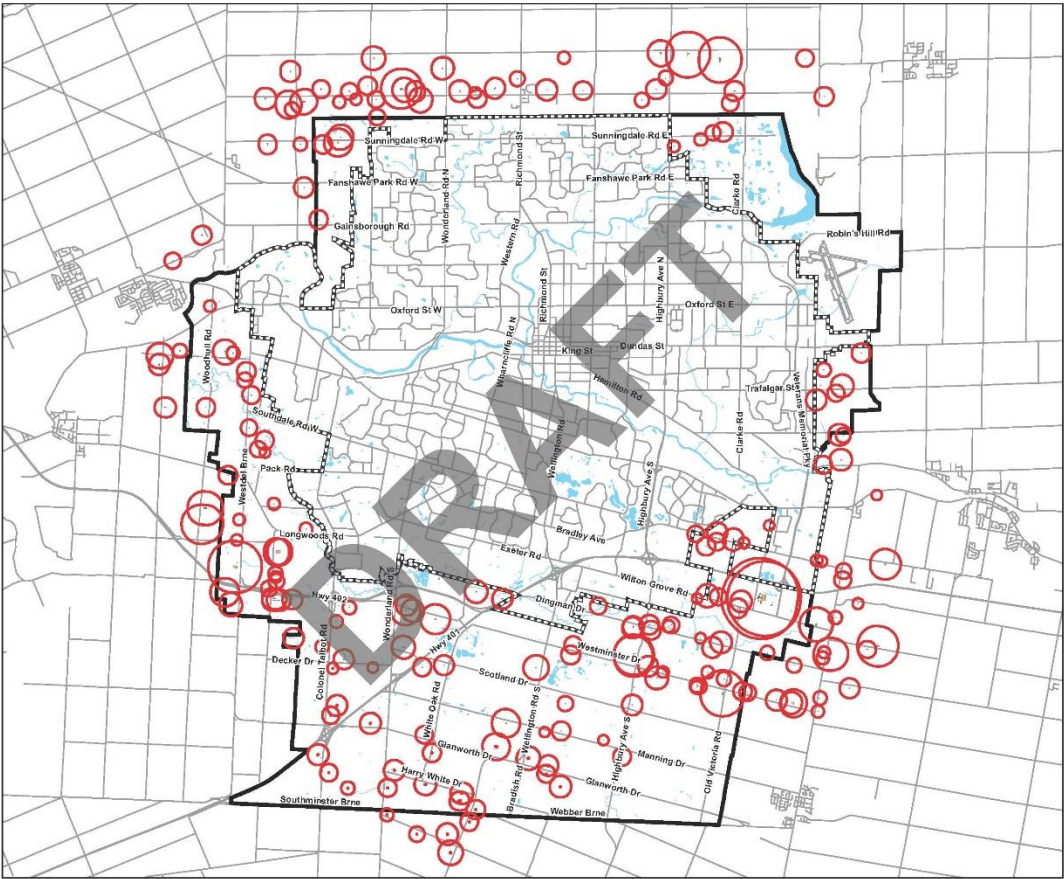 Sunningdale Rd W
Sunningdale Rd E
Richmond St
Fanshawe Park Rd W
Fanshawe Park Rd E
Wonderland Rd N
Clarke Rd
Gainsborough Rd
Western Rd
Robin's Hill Rd
Oxford St W
Richmond St
Highbury Ave N
Oxford St E
Woodhull Rd
Wharncliffe Rd N
King St
Dundas St
Hamilton Rd
Trafalgar St
Veterans Memorial Pky
Southdale Rd W
Clarke Rd
Wellington Rd
Pack Rd
Westdel Brne
Highbury Ave S
DRAFT
Longwoods Rd
Bradley Ave
Exeter Rd
Wilton Grove Rd
Hwy 402
Wonderland Rd S
Dingman Dr
Hwy 401
Westminster Dr
Decker Dr
Colonel Talbot Rd
Scotland Dr
White Oak Rd
Wellington Rd S
Highbury Ave S
Old Victoria Rd
Glanworth Dr
Manning Dr
Harry White Dr
Bradish Rd
Glanworth Dr
Southminster Brne
Webber Brne